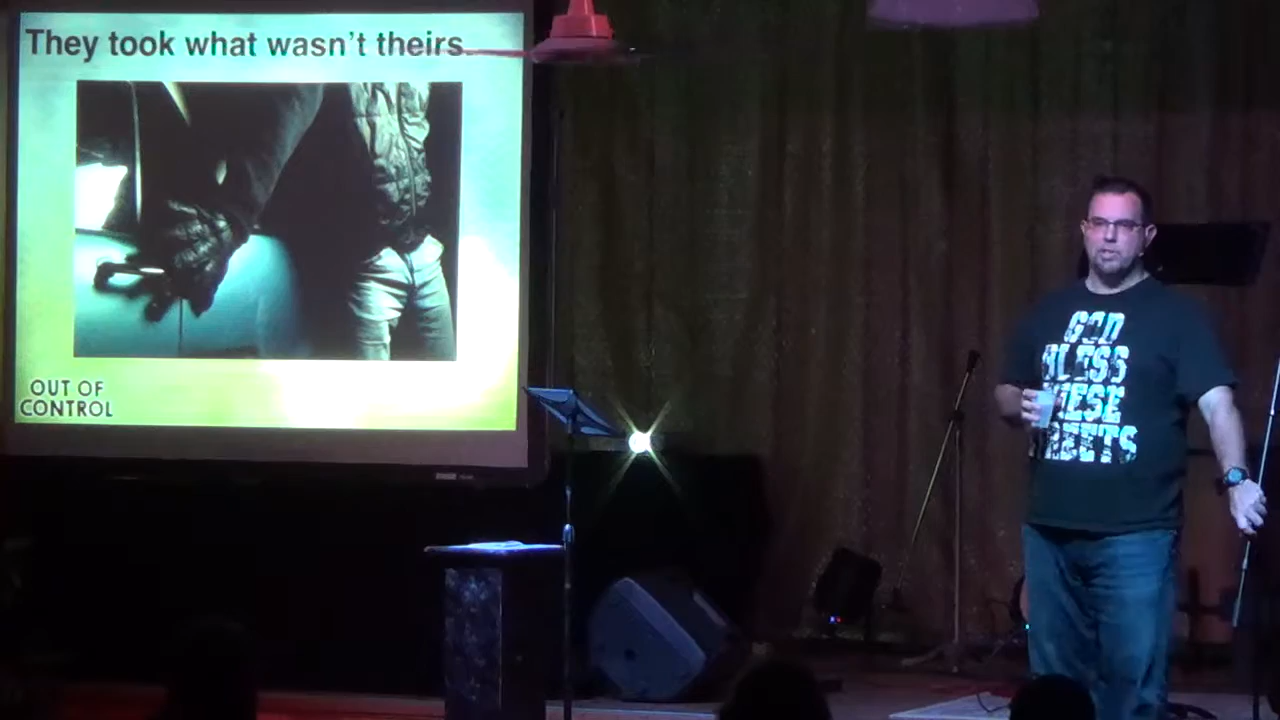 They took what wasn't theirs.
OUT OF
CONTROL
GOD
BLESS
THESE
STREETS